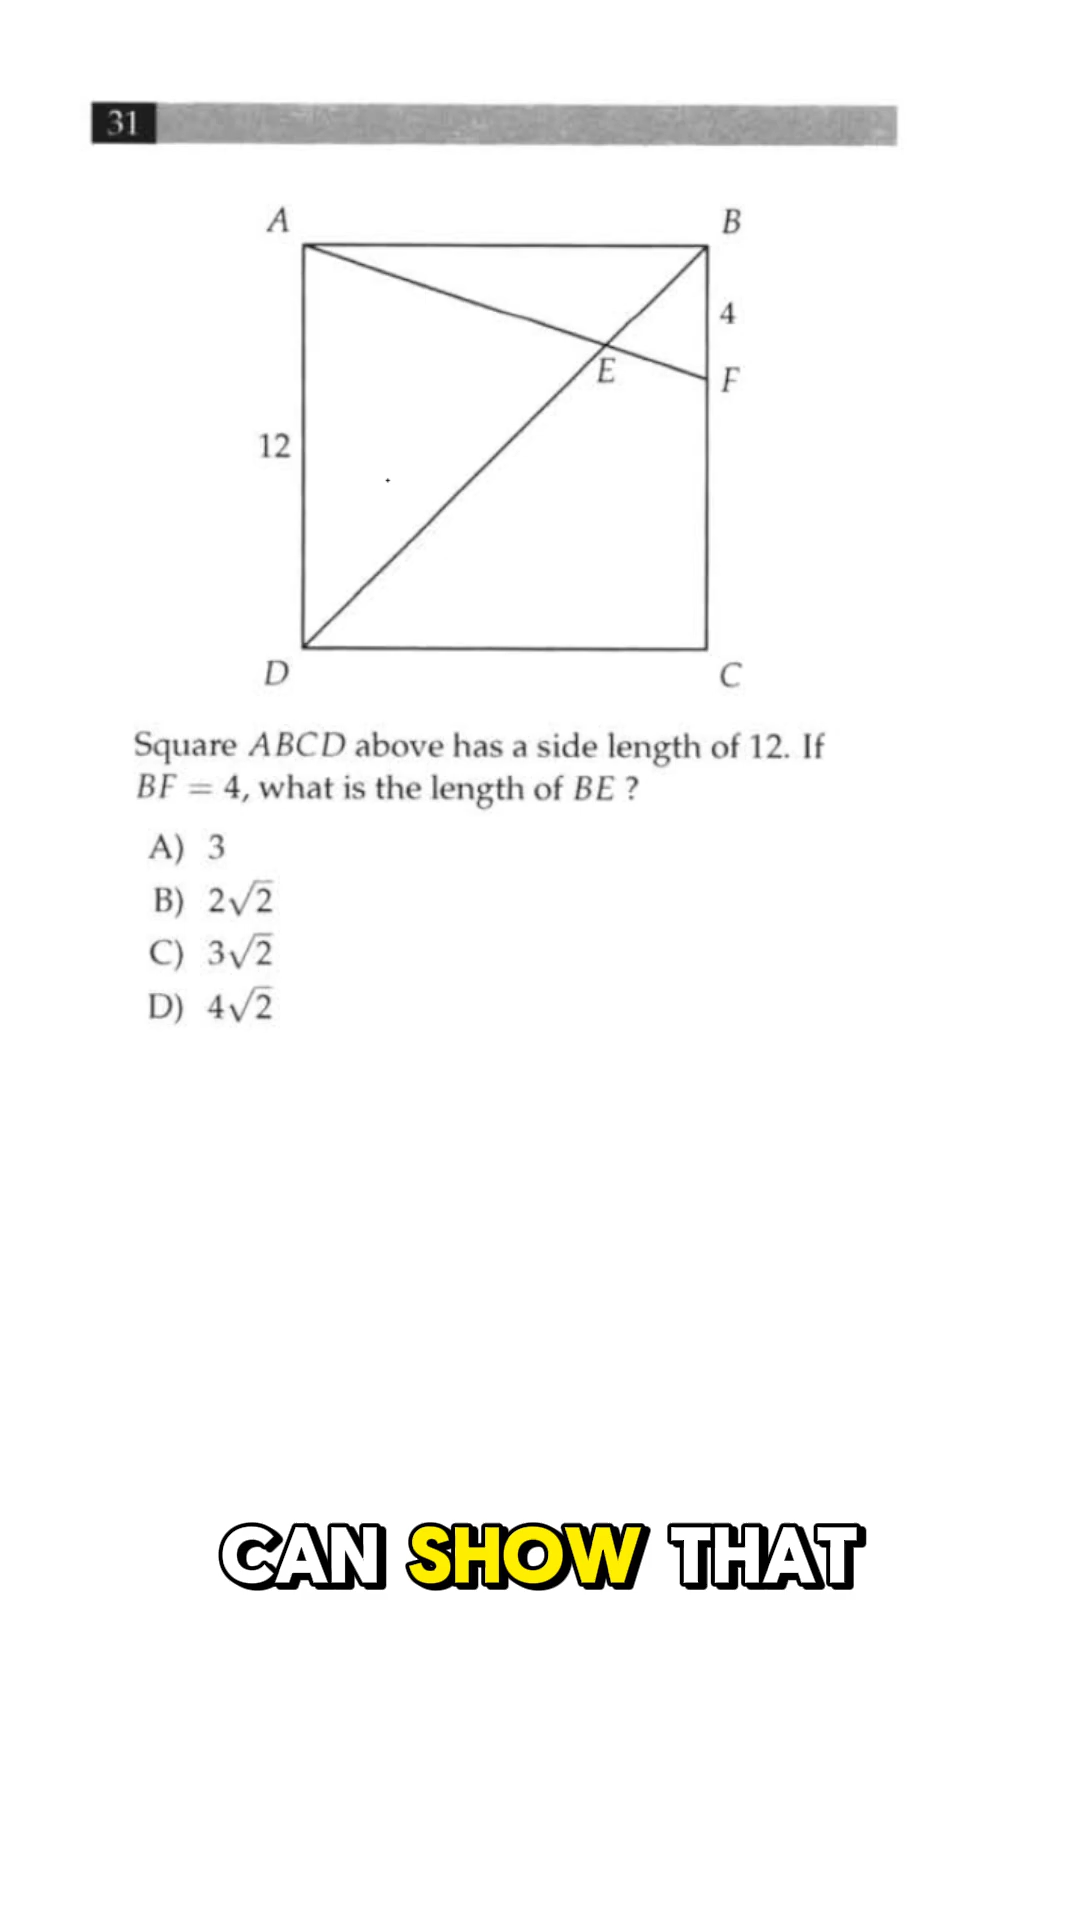 31
A
B
4
E
F
12
D
C
Square ABCD above has a side length of 12. If
BF = 4, what is the length of BE ?
A) 3
B) 2√2
C) 3√2
D) 4√2
CAN SHOW THAT